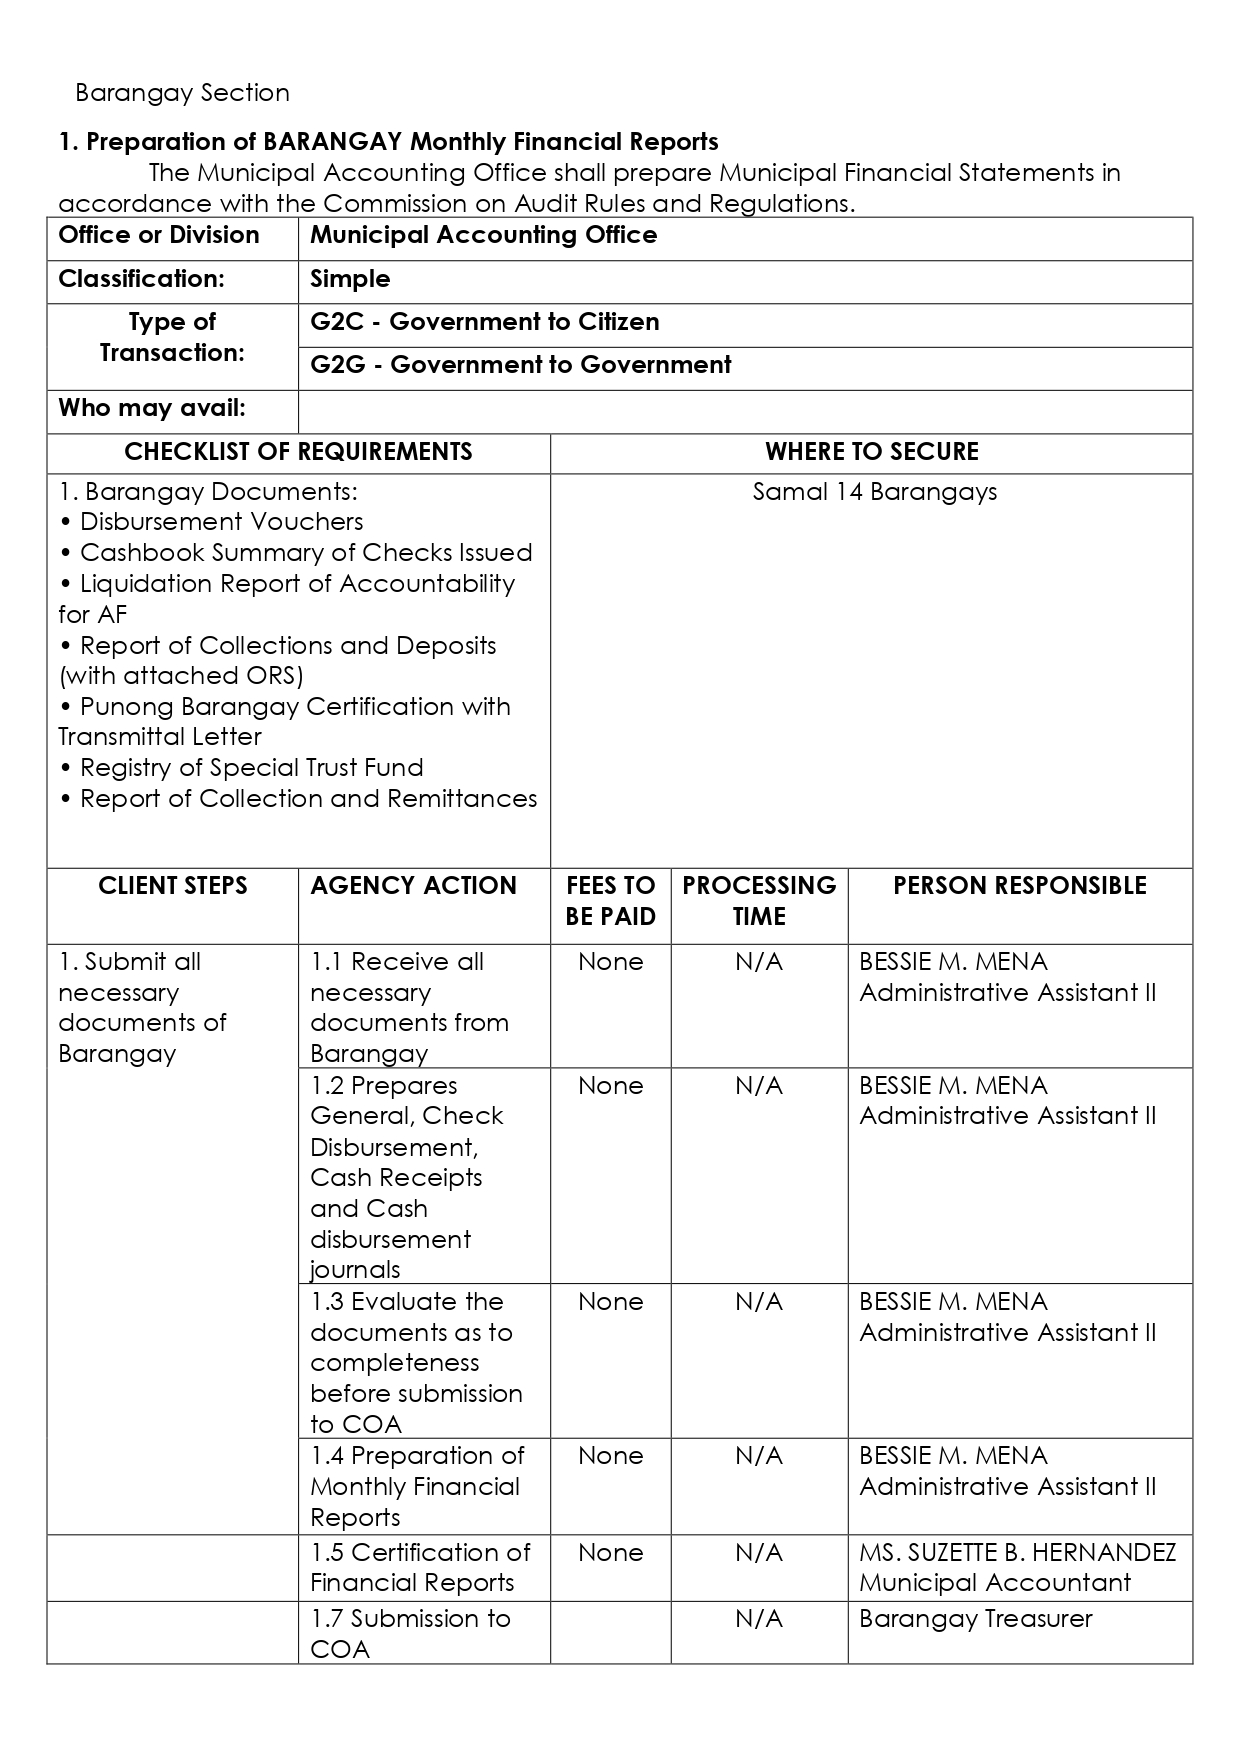 Barangay Section
1. Preparation of BARANGAY Monthly Financial Reports
The Municipal Accounting Office shall prepare Municipal Financial Statements in
accordance with the Commission on Audit Rules and Regulations.
Office or Division
Municipal Accounting Office
Classification:
Simple
Type of
Transaction:
G2C - Government to Citizen
G2G - Government to Government
Who may avail:
CHECKLIST OF REQUIREMENTS
WHERE TO SECURE
1. Barangay Documents:
• Disbursement Vouchers
• Cashbook Summary of Checks Issued
• Liquidation Report of Accountability
for AF
• Report of Collections and Deposits
(with attached ORS)
• Punong Barangay Certification with
Transmittal Letter
• Registry of Special Trust Fund
• Report of Collection and Remittances
Samal 14 Barangays
CLIENT STEPS
AGENCY ACTION
FEES TO
BE PAID
PROCESSING
TIME
PERSON RESPONSIBLE
1. Submit all
necessary
documents of
Barangay
1.1 Receive all
necessary
documents from
Barangay
None
N/A
BESSIE M. MENA
Administrative Assistant II
1.2 Prepares
General, Check
Disbursement,
Cash Receipts
and Cash
disbursement
journals
None
N/A
BESSIE M. MENA
Administrative Assistant II
1.3 Evaluate the
documents as to
completeness
before submission
to COA
None
N/A
BESSIE M. MENA
Administrative Assistant II
1.4 Preparation of
Monthly Financial
Reports
None
N/A
BESSIE M. MENA
Administrative Assistant II
1.5 Certification of
Financial Reports
None
N/A
MS. SUZETTE B. HERNANDEZ
Municipal Accountant
1.7 Submission to
COA
N/A
Barangay Treasurer